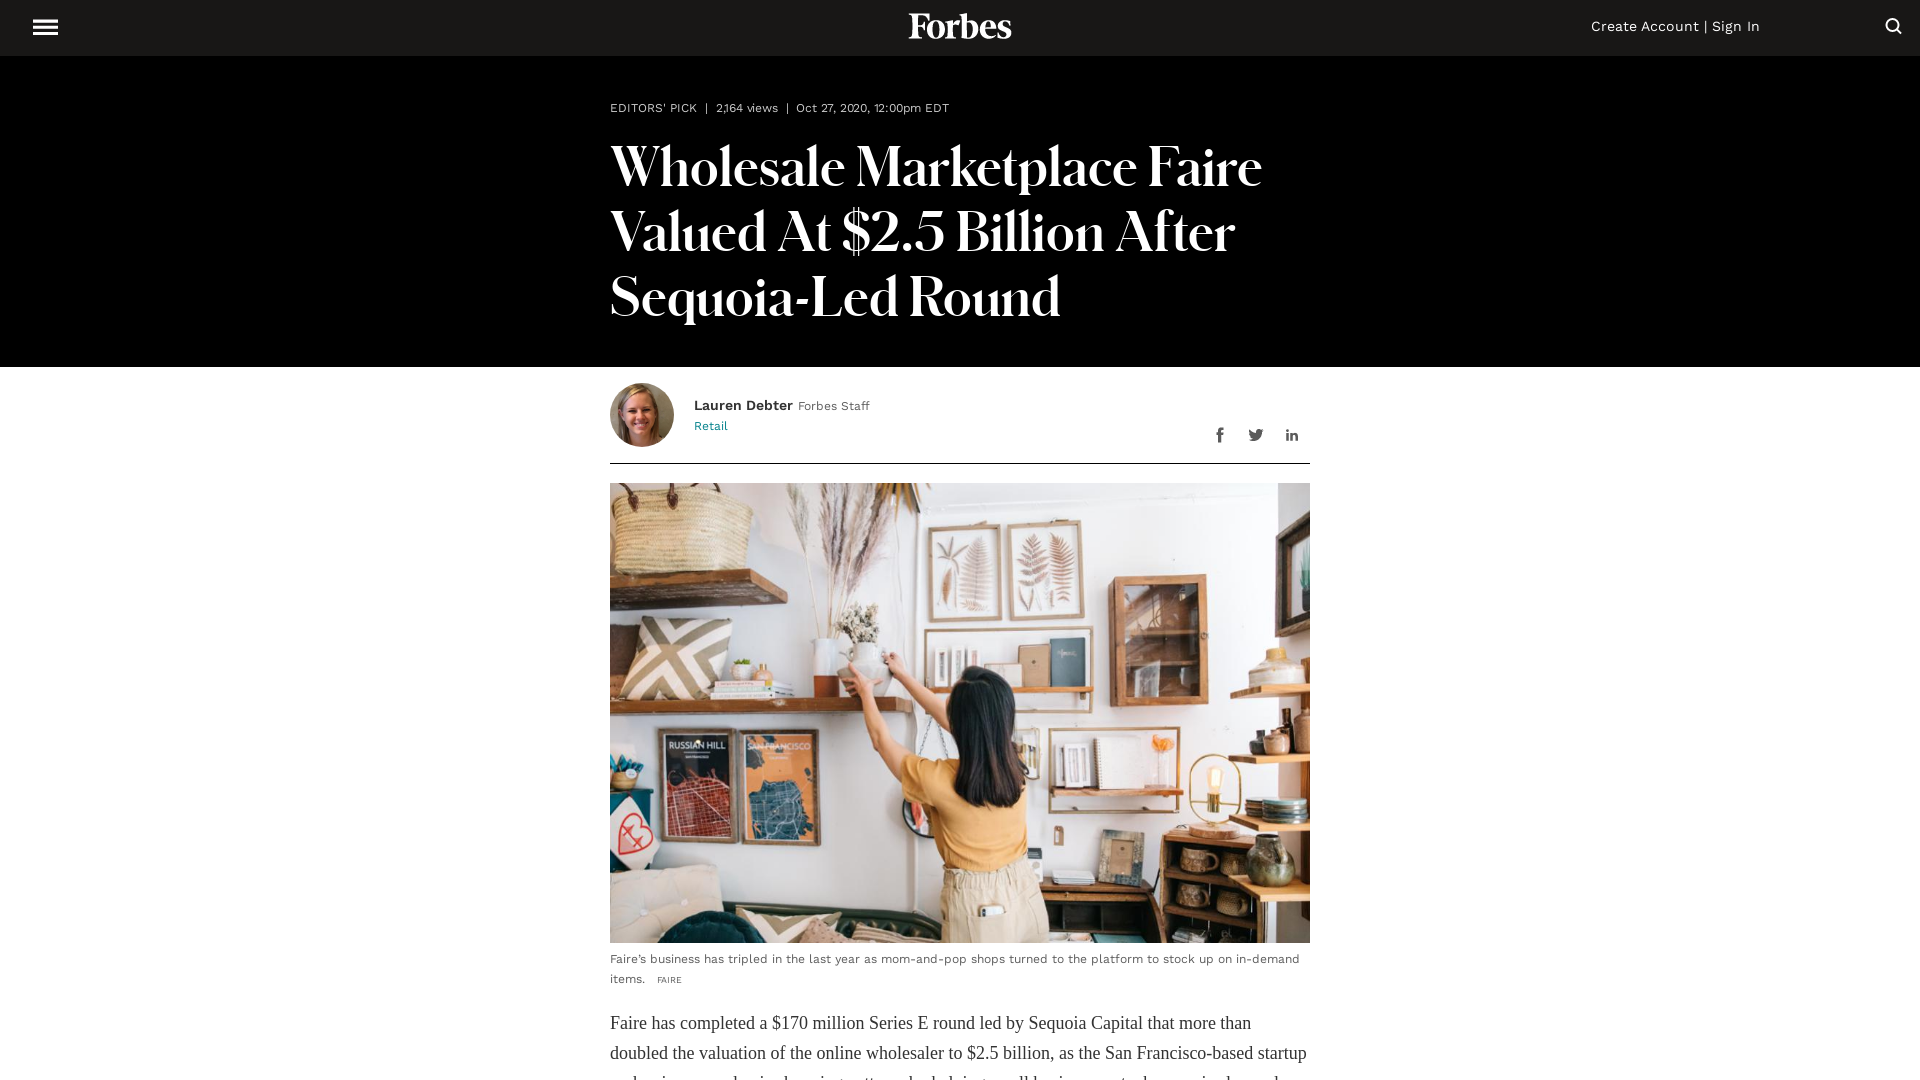 Forbes
Create Account | Sign In
EDITORS' PICK | 2,164 views | Oct 27, 2020, 12:00pm EDT
Wholesale Marketplace Faire
Valued At $2.5 Billion After
Sequoia-Led Round
Lauren Debter Forbes Staff
Retail
RUSSIAN HILL
SAN FRANCISCO
Faire’s business has tripled in the last year as mom-and-pop shops turned to the platform to stock up on in-demand
items. FAIRE
Faire has completed a $170 million Series E round led by Sequoia Capital that more than
doubled the valuation of the online wholesaler to $2.5 billion, as the San Francisco-based startup